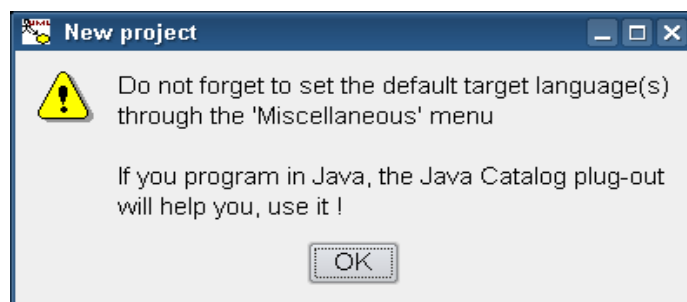 New project
Do not forget to set the default target language(s)
through the 'Miscellaneous' menu
If you program in Java, the Java Catalog plug-out
will help you, use it !
OK